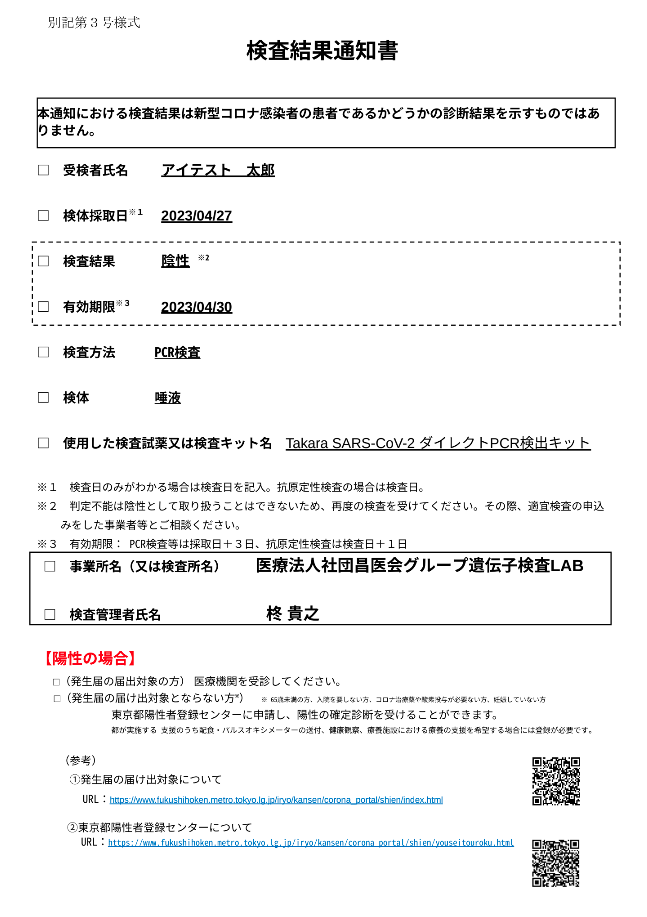 別記第３号様式
検査結果通知書
本通知における検査結果は新型コロナ感染者の患者であるかどうかの診断結果を示すものではあ
りません。
□ 受検者氏名 アイテスト　太郎
□ 検体採取日※１ 2023/04/27
□ 検査結果 陰性 ※2
□ 有効期限※３ 2023/04/30
□ 検査方法 PCR検査
□ 検体 唾液
□ 使用した検査試薬又は検査キット名 Takara SARS-CoV-2 ダイレクトPCR検出キット
※１　検査日のみがわかる場合は検査日を記入。抗原定性検査の場合は検査日。
※２　判定不能は陰性として取り扱うことはできないため、再度の検査を受けてください。その際、適宜検査の申込
みをした事業者等とご相談ください。
※３　有効期限： PCR検査等は採取日＋３日、抗原定性検査は検査日＋１日
□ 事業所名（又は検査所名） 医療法人社団昌医会グループ遺伝子検査LAB
□ 検査管理者氏名 柊 貴之
【陽性の場合】
□（発生届の届出対象の方） 医療機関を受診してください。
□（発生届の届け出対象とならない方*） ※ 65歳未満の方、入院を要しない方、コロナ治療薬や酸素投与が必要ない方、妊娠していない方
東京都陽性者登録センターに申請し、陽性の確定診断を受けることができます。
都が実施する 支援のうち配食・パルスオキシメーターの送付、健康観察、療養施設における療養の支援を希望する場合には登録が必要です。
（参考）
①発生届の届け出対象について
URL：https://www.fukushihoken.metro.tokyo.lg.jp/iryo/kansen/corona_portal/shien/index.html
②東京都陽性者登録センターについて
URL：https://www.fukushihoken.metro.tokyo.lg.jp/iryo/kansen/corona_portal/shien/youseitouroku.html